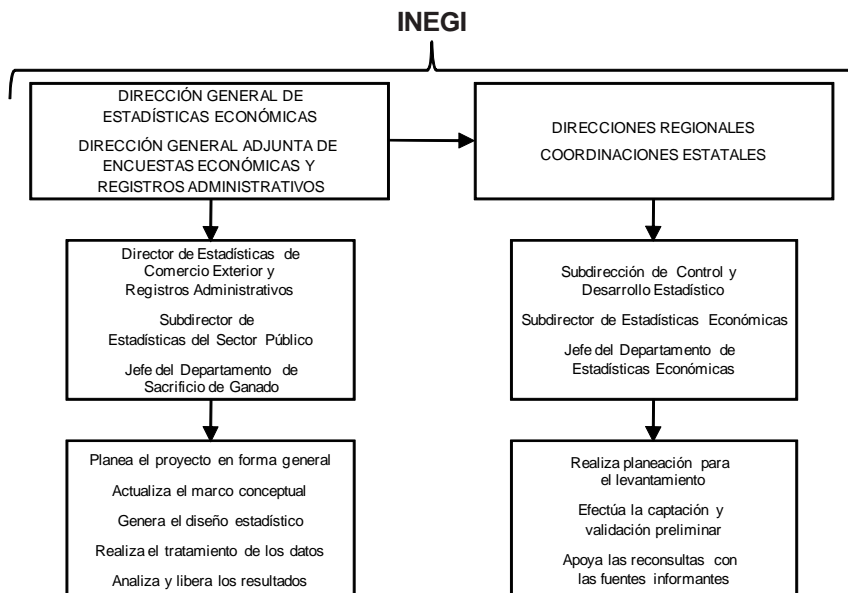 INEGI
DIRECCIÓN GENERAL DE
ESTADÍSTICAS ECONÓMICAS
DIRECCIÓN GENERAL ADJUNTA DE
ENCUESTAS ECONÓMICAS Y
REGISTROS ADMINISTRATIVOS
DIRECCIONES REGIONALES
COORDINACIONES ESTATALES
Director de Estadísticas de
Comercio Exterior y
Registros Administrativos
Subdirector de
Estadísticas del Sector Público
Jefe del Departamento de
Sacrificio de Ganado
Subdirección de Control y
Desarrollo Estadístico
Subdirector de Estadísticas Económicas
Jefe del Departamento de
Estadísticas Económicas
Planea el proyecto en forma general
Actualiza el marco conceptual
Genera el diseño estadístico
Realiza el tratamiento de los datos
Analiza y libera los resultados
Realiza planeación para
el levantamiento
Efectúa la captación y
validación preliminar
Apoya las reconsultas con
las fuentes informantes